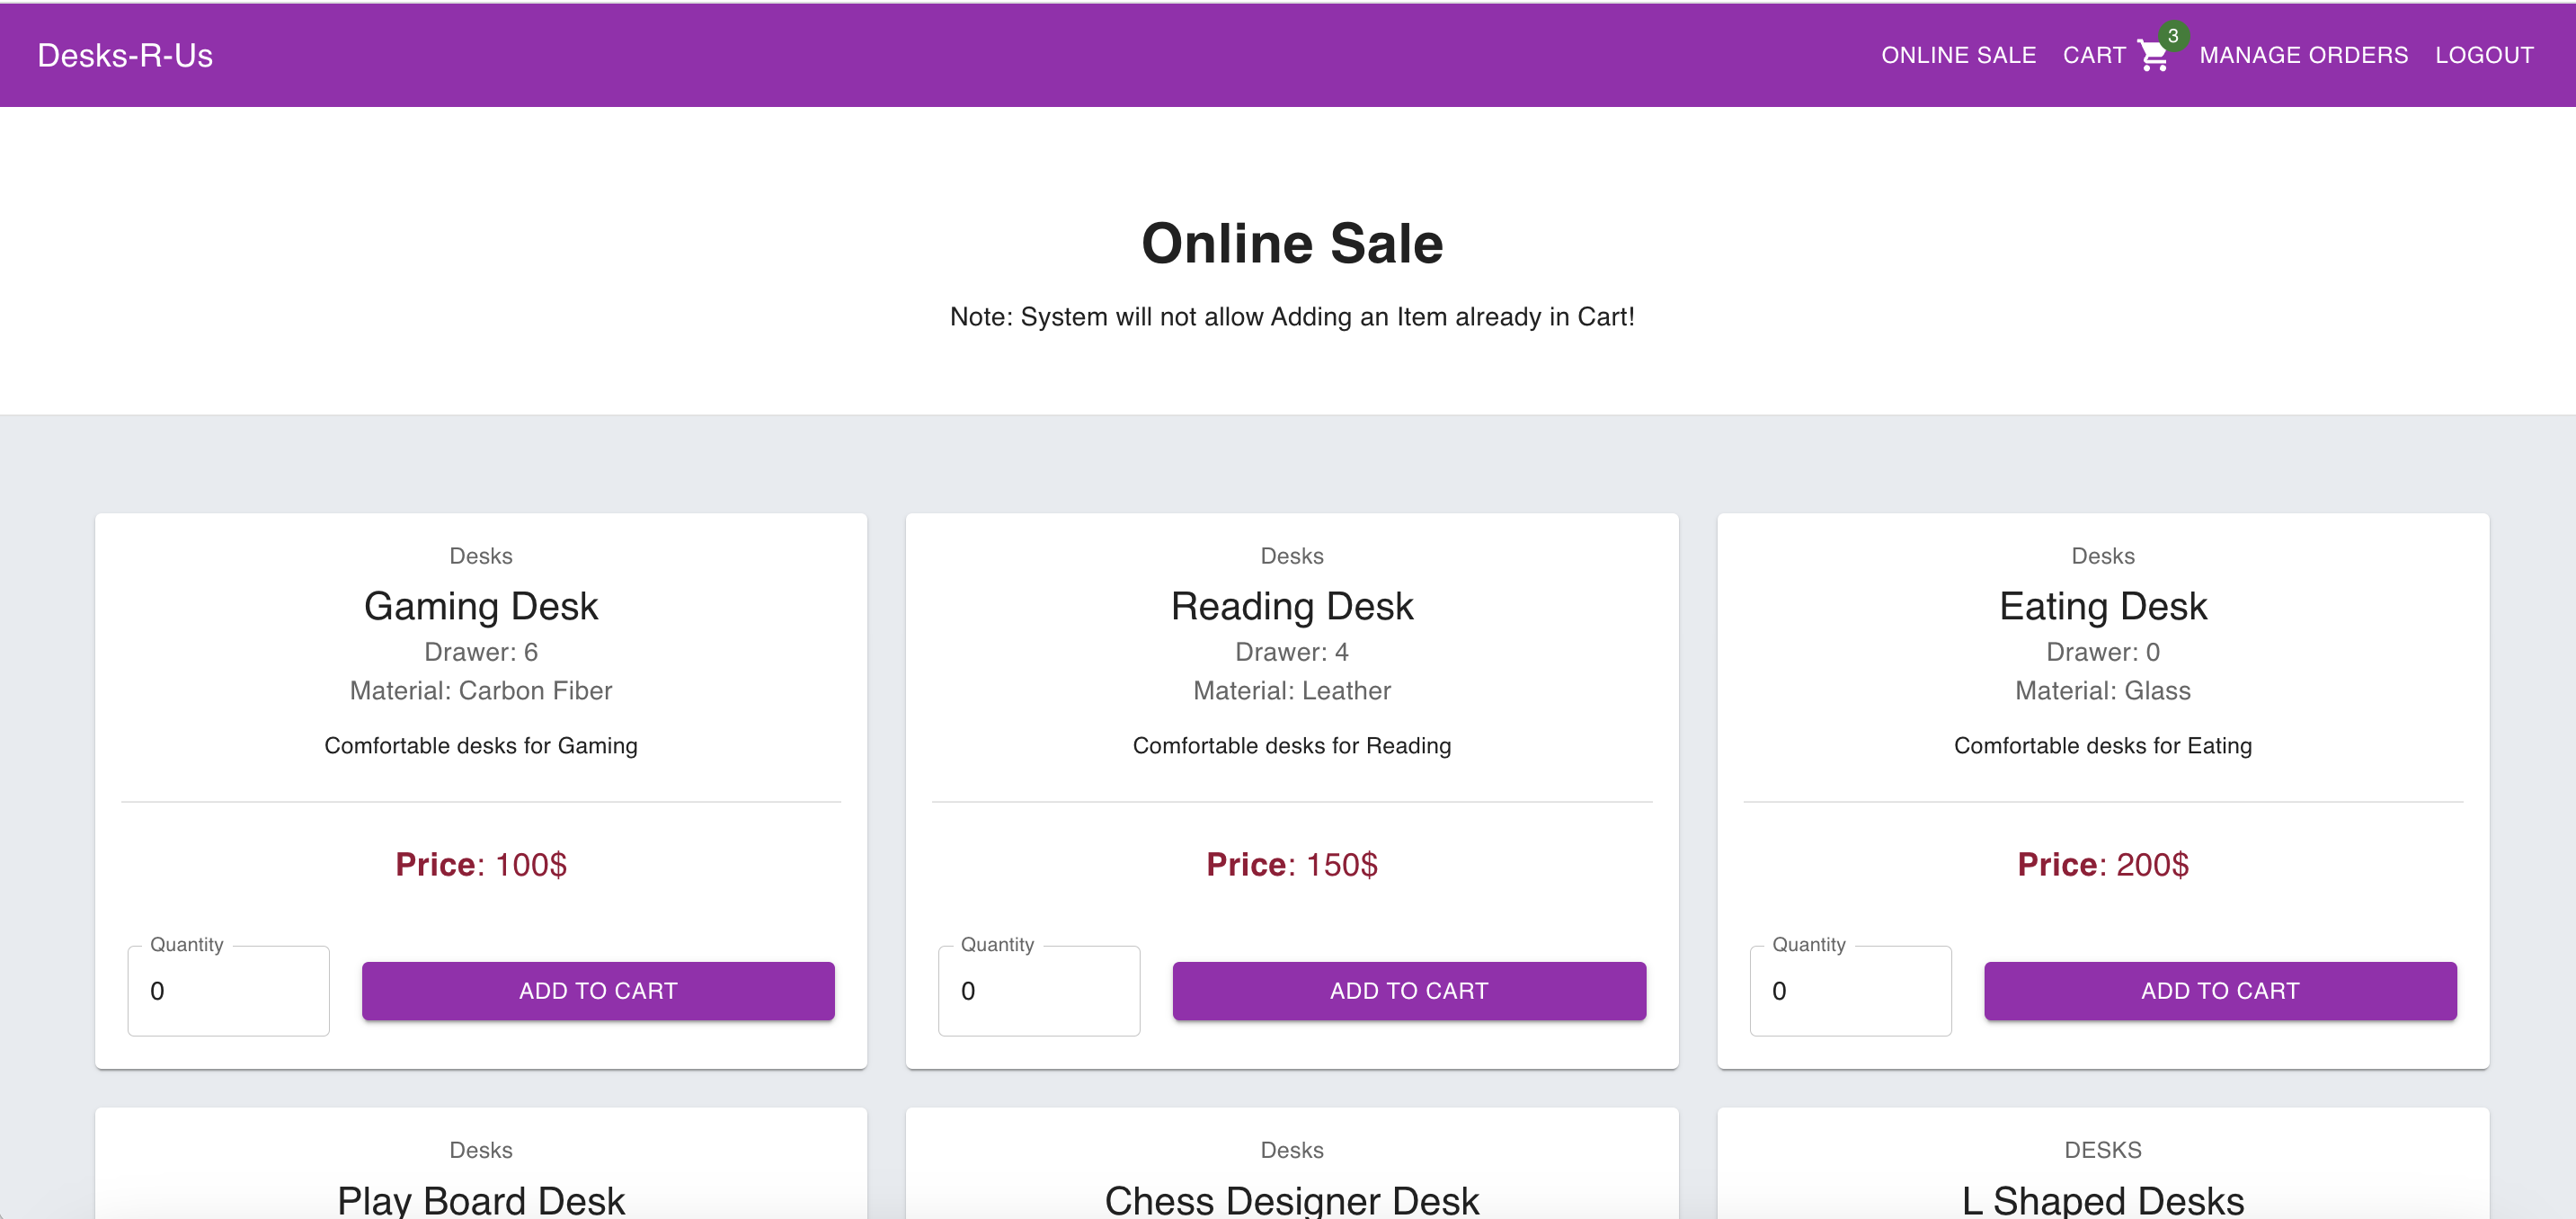 Desks-R-Us
ONLINE SALE CART 3 MANAGE ORDERS LOGOUT
Online Sale
Note: System will not allow Adding an Item already in Cart!
Desks
Gaming Desk
Drawer: 6
Material: Carbon Fiber
Comfortable desks for Gaming
Price: 100$
Quantity
0
ADD TO CART
Desks
Reading Desk
Drawer: 4
Material: Leather
Comfortable desks for Reading
Price: 150$
Quantity
0
ADD TO CART
Desks
Eating Desk
Drawer: 0
Material: Glass
Comfortable desks for Eating
Price: 200$
Quantity
0
ADD TO CART
Desks
Play Board Desk
Desks
Chess Designer Desk
DESKS
L Shaped Desks